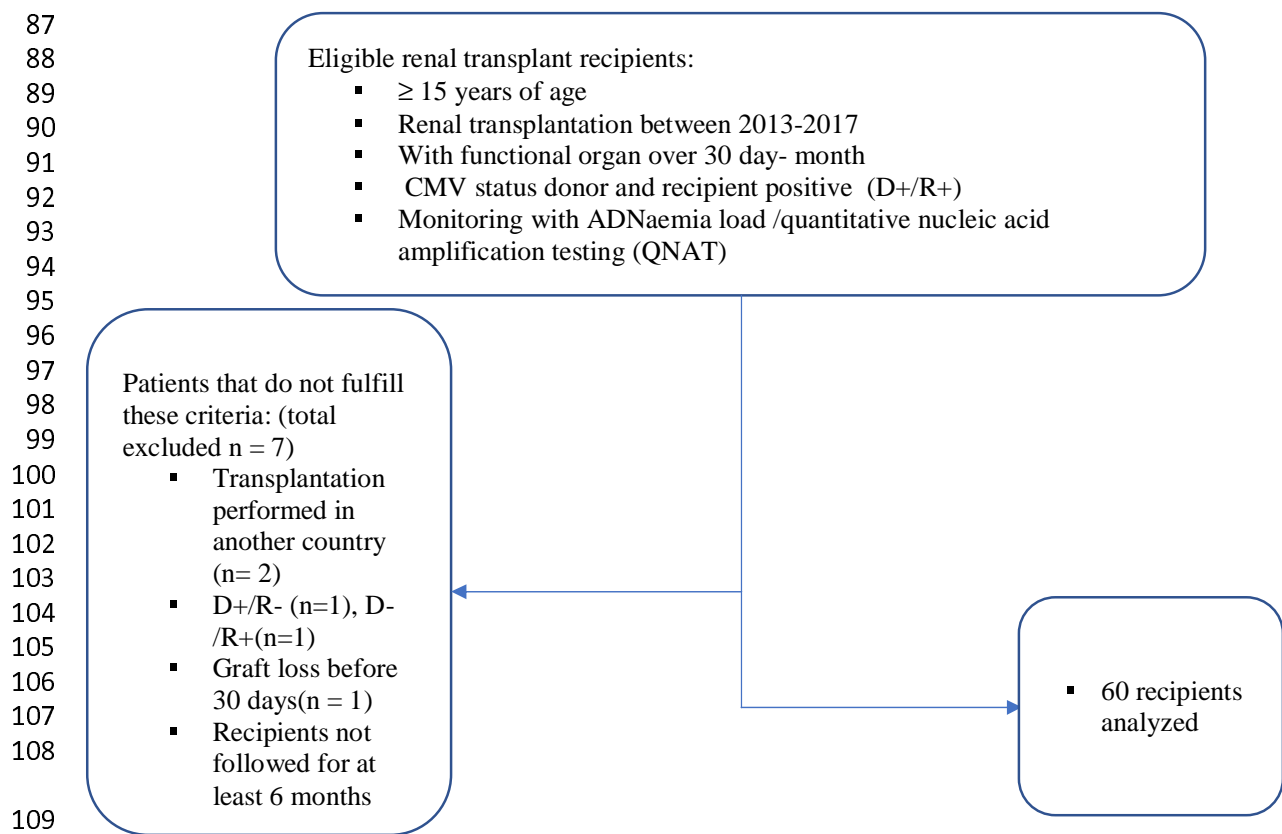 87
88
89
90
91
92
93
94
95
96
97
98
99
100
101
102
103
104
105
106
107
108
109
Eligible renal transplant recipients:
▪ ≥ 15 years of age
▪ Renal transplantation between 2013-2017
▪ With functional organ over 30 day- month
▪ CMV status donor and recipient positive (D+/R+)
▪ Monitoring with ADNaemia load /quantitative nucleic acid
amplification testing (QNAT)
Patients that do not fulfill
these criteria: (total
excluded n = 7)
▪ Transplantation
performed in
another country
(n= 2)
▪ D+/R- (n=1), D-
/R+(n=1)
▪ Graft loss before
30 days(n = 1)
▪ Recipients not
followed for at
least 6 months
▪ 60 recipients
analyzed